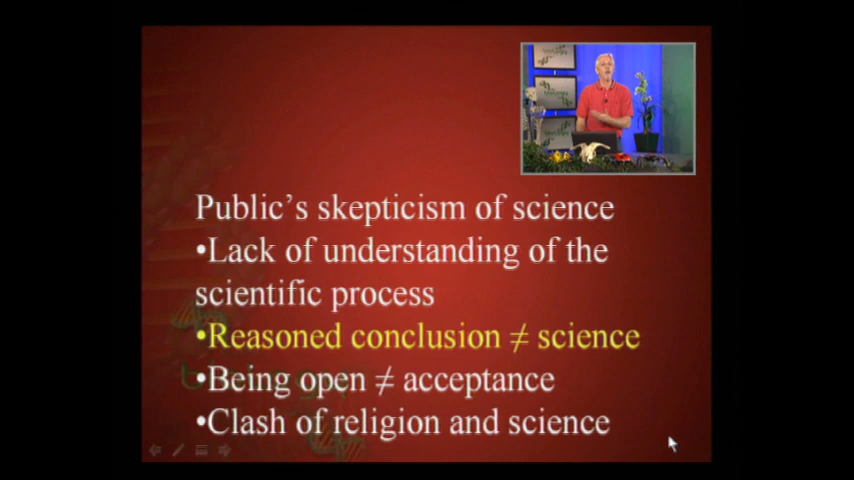 Public's skepticism of science
•Lack of understanding of the
scientific process
•Reasoned conclusion ≠ science
•Being open ≠ acceptance
•Clash of religion and science